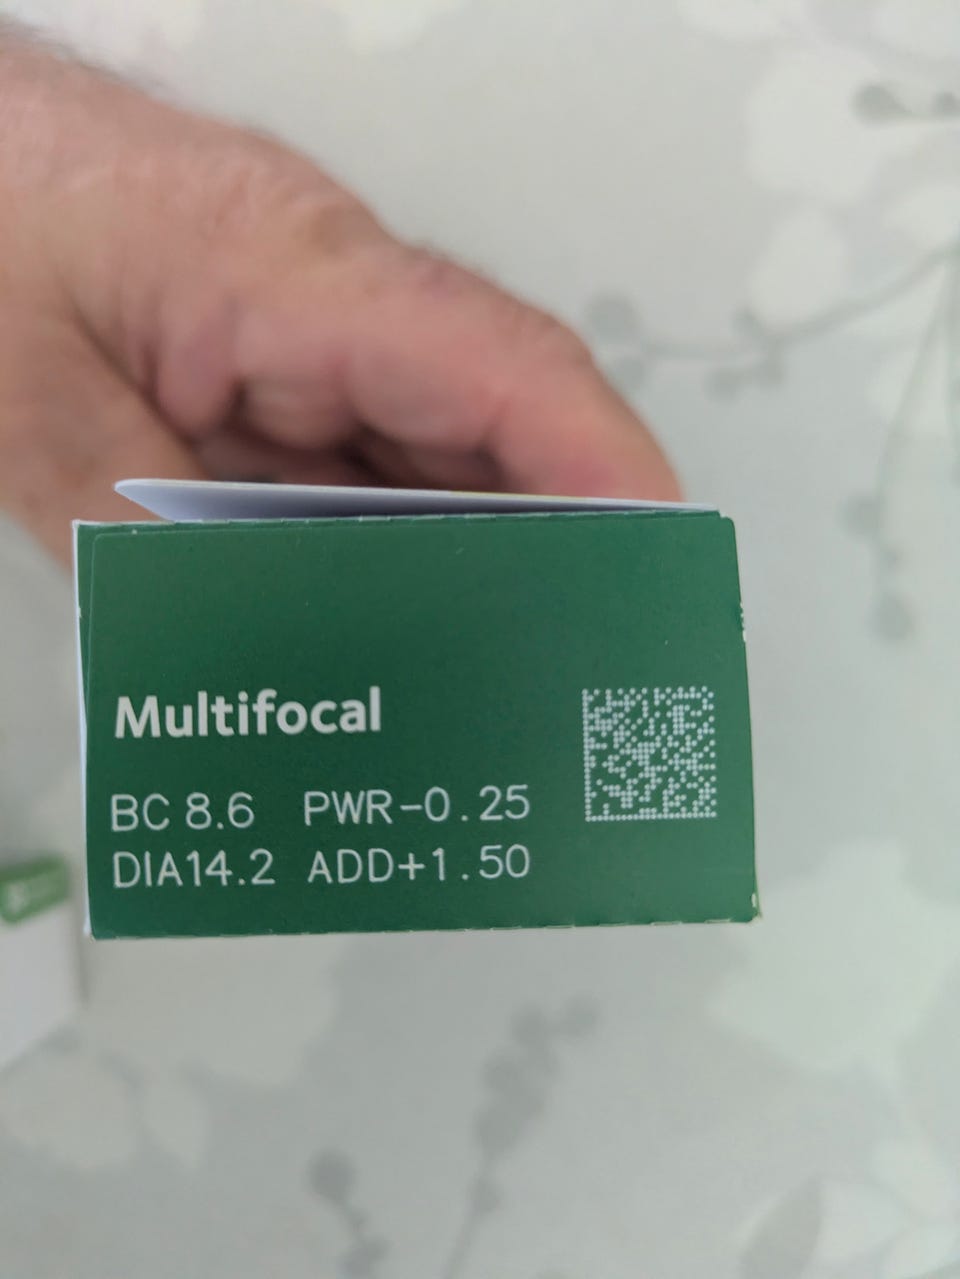 Multifocal
BC 8.6 PWR-0.25
DIA14.2 ADD+1.50